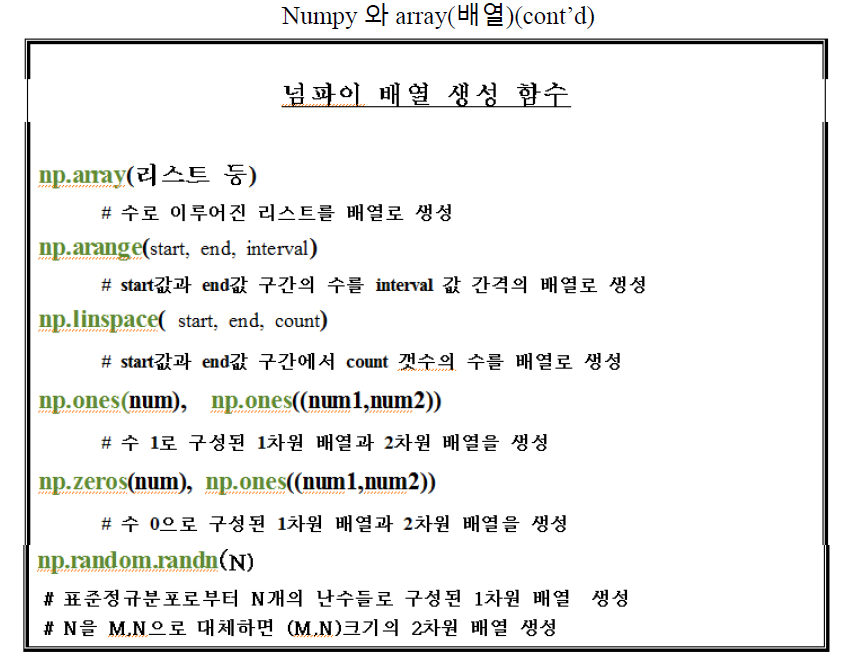 Numpy 와 array(배열)(cont’d)
넘파이 배열 생성 함수
np.array(리스트 등)
# 수로 이루어진 리스트를 배열로 생성
np.arange(start, end, interval)
# start값과 end값 구간의 수를 interval 값 간격의 배열로 생성
np.linspace( start, end, count)
# start값과 end값 구간에서 count 갯수의 수를 배열로 생성
np.ones(num), np.ones((num1,num2))
# 수 1로 구성된 1차원 배열과 2차원 배열을 생성
np.zeros(num), np.ones((num1,num2))
# 수 0으로 구성된 1차원 배열과 2차원 배열을 생성
np.random.randn(N)
# 표준정규분포로부터 N개의 난수들로 구성된 1차원 배열 생성
# N을 M,N으로 대체하면 (M,N)크기의 2차원 배열 생성